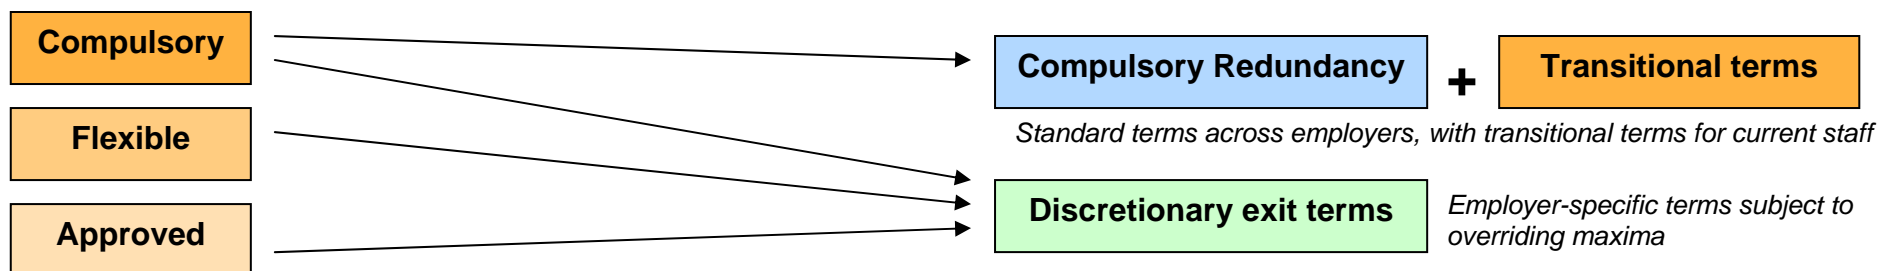 Compulsory
Flexible
Approved
Compulsory Redundancy
+
Transitional terms
Standard terms across employers, with transitional terms for current staff
Discretionary exit terms
Employer-specific terms subject to
overriding maxima